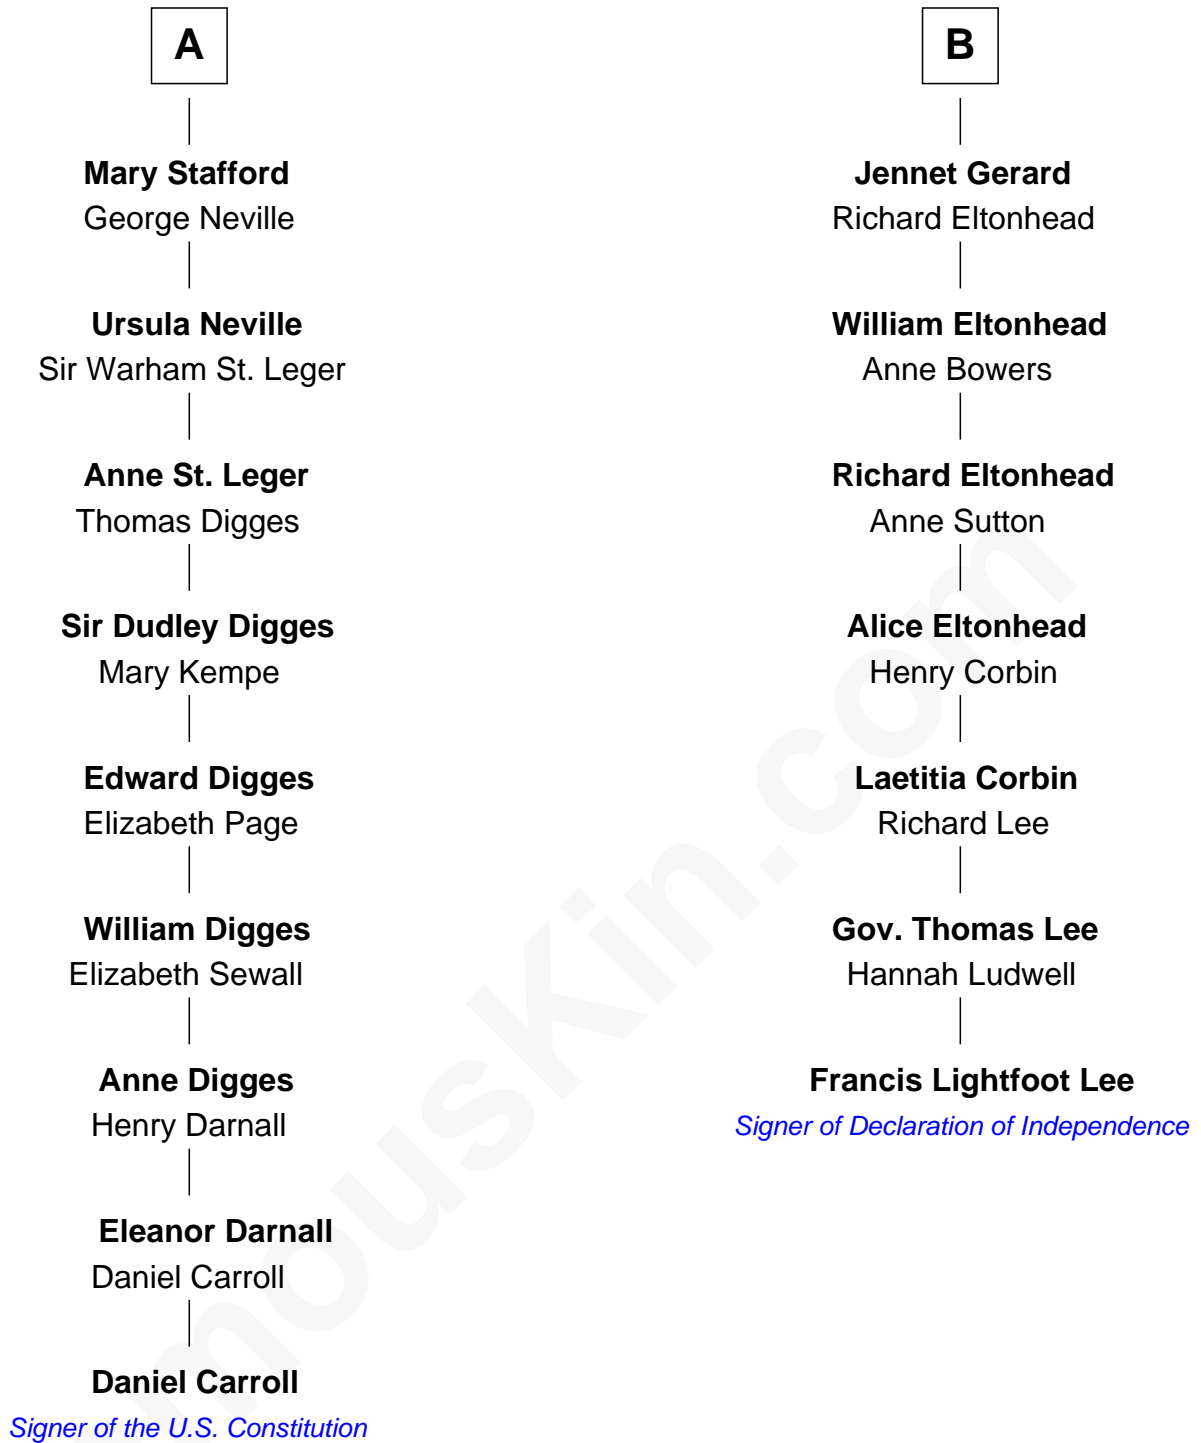 A
Mary Stafford
George Neville
Ursula Neville
Sir Warham St. Leger
Anne St. Leger
Thomas Digges
Sir Dudley Digges
Mary Kempe
Edward Digges
Elizabeth Page
William Digges
Elizabeth Sewall
Anne Digges
Henry Darnall
Eleanor Darnall
Daniel Carroll
Daniel Carroll
Signer of the U.S. Constitution
B
Jennet Gerard
Richard Eltonhead
William Eltonhead
Anne Bowers
Richard Eltonhead
Anne Sutton
Alice Eltonhead
Henry Corbin
Laetitia Corbin
Richard Lee
Gov. Thomas Lee
Hannah Ludwell
Francis Lightfoot Lee
Signer of Declaration of Independence
mousKin.com